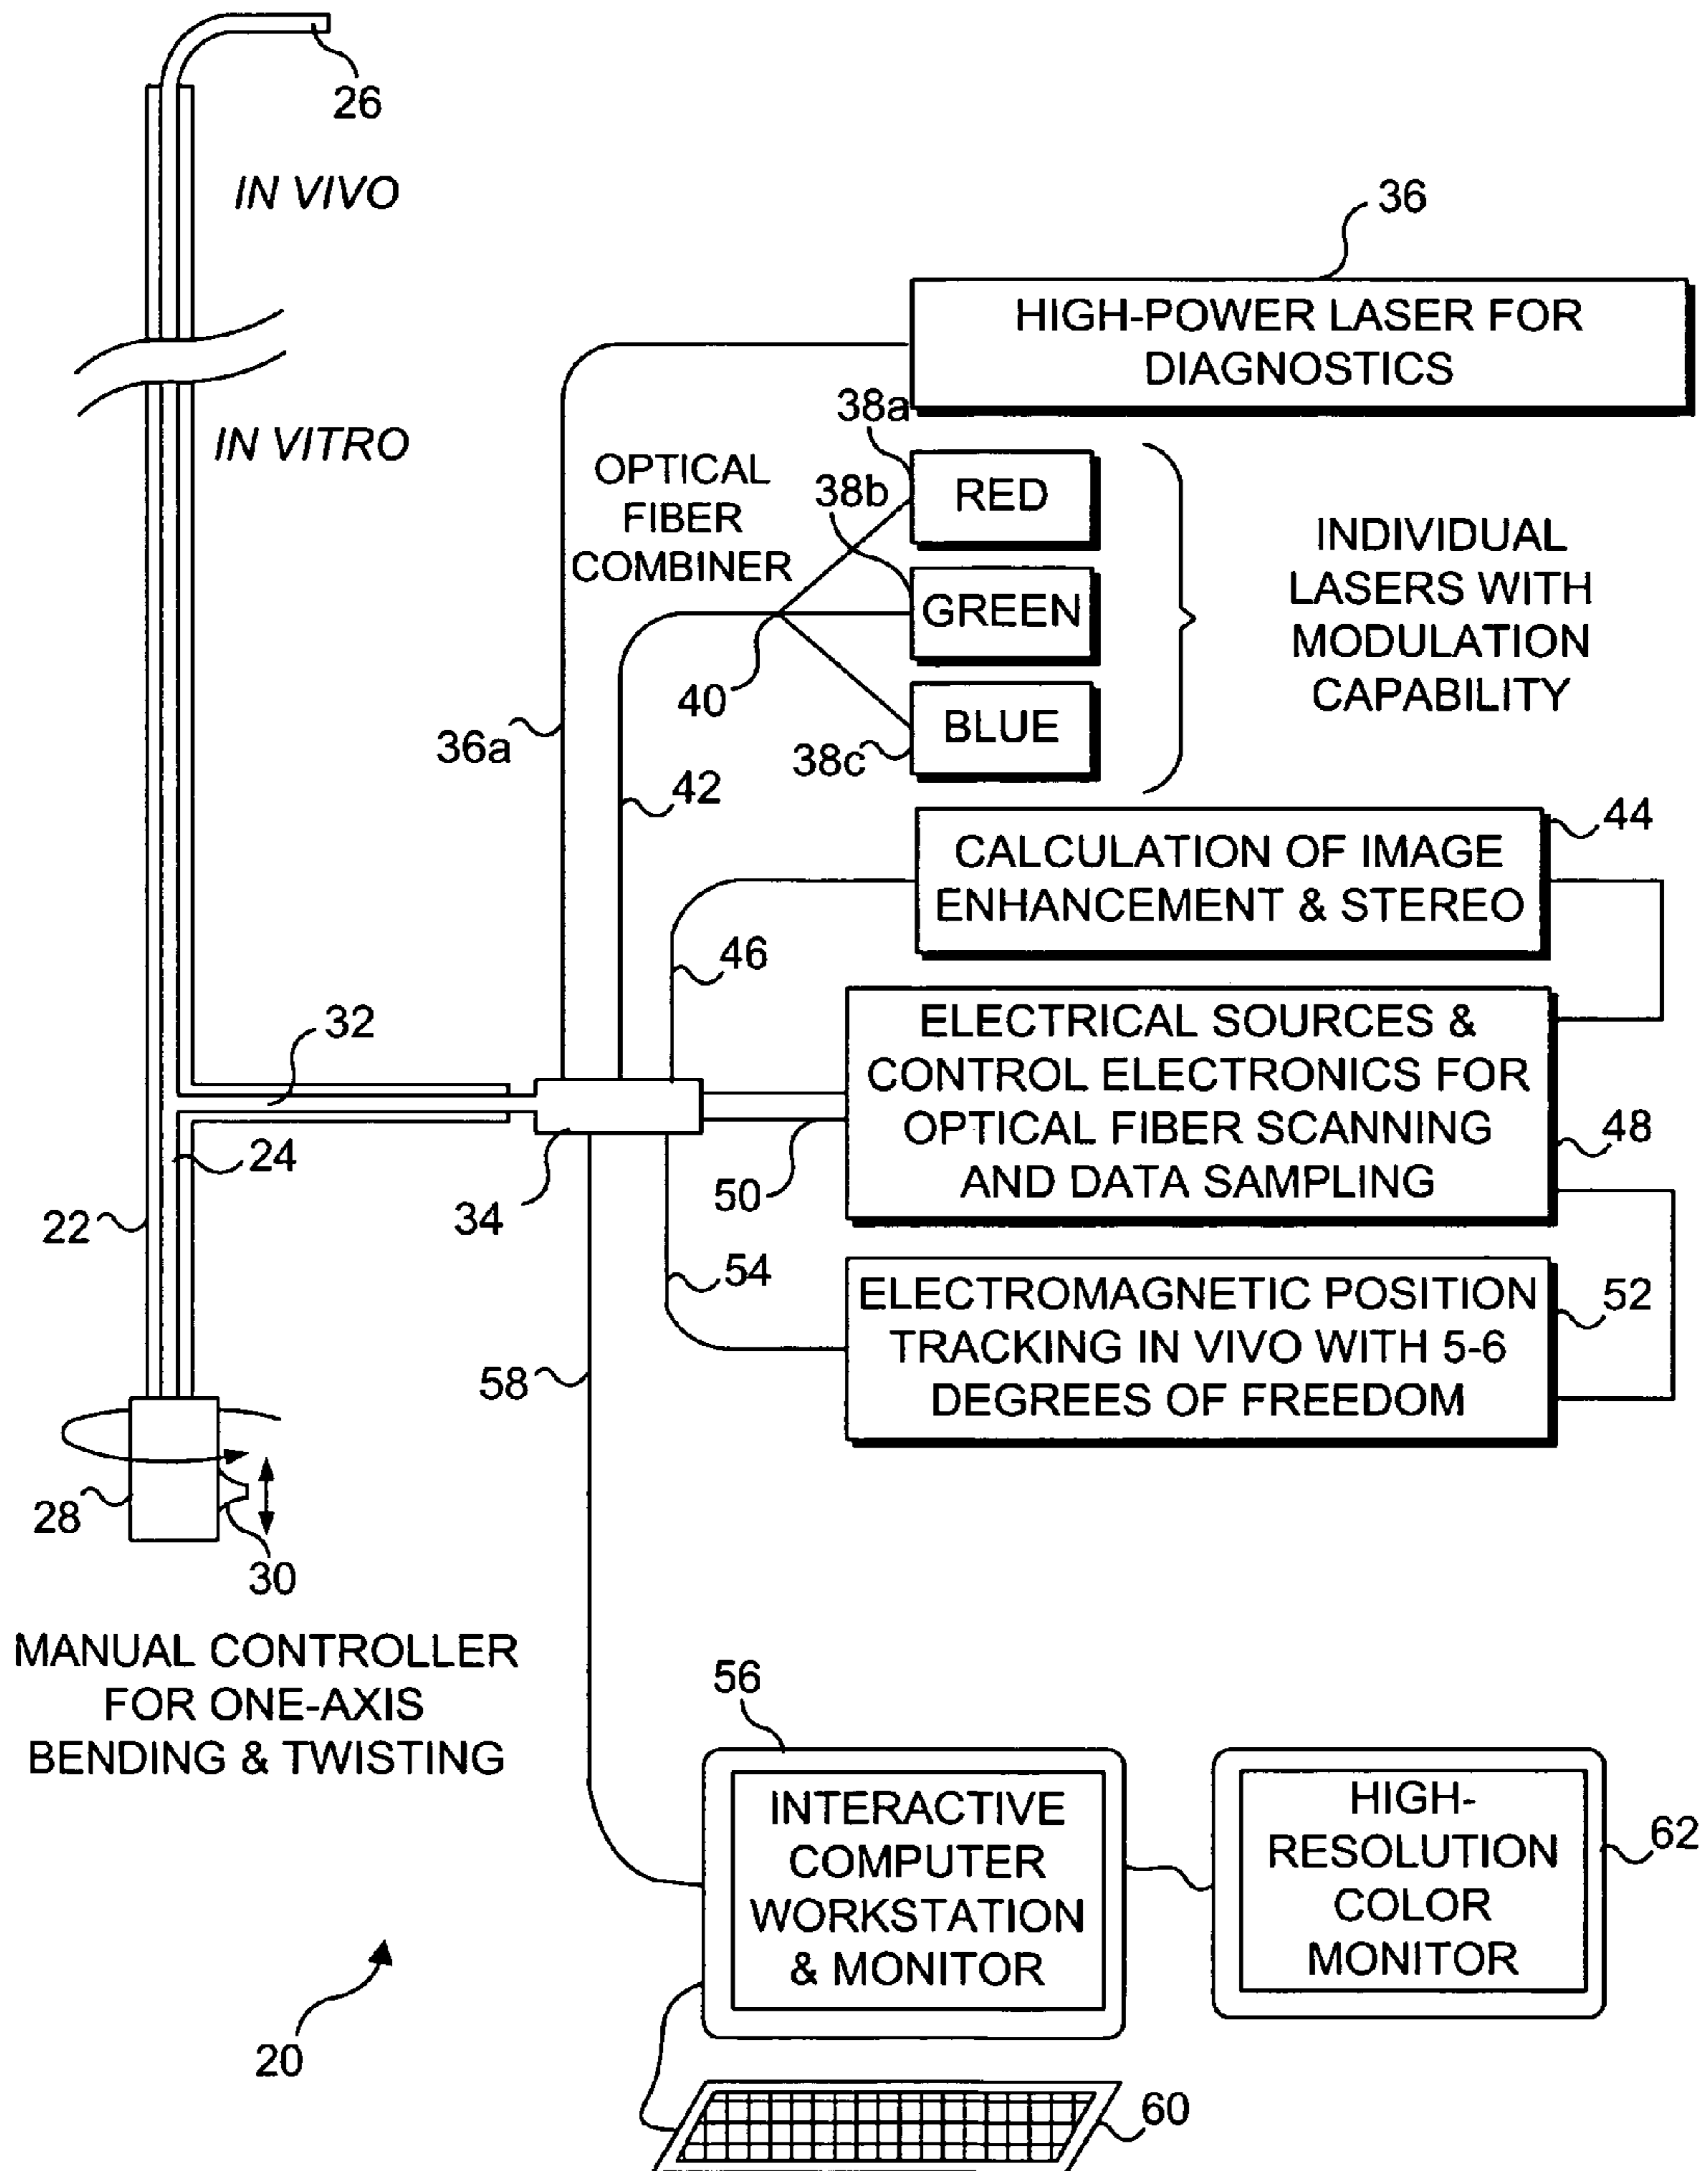 26
IN VIVO
36
HIGH-POWER LASER FOR
DIAGNOSTICS
IN VITRO
OPTICAL
FIBER
COMBINER
38a
38b
38c
RED
GREEN
BLUE
INDIVIDUAL
LASERS WITH
MODULATION
CAPABILITY
40
36a
42
44
CALCULATION OF IMAGE
ENHANCEMENT & STEREO
46
32
ELECTRICAL SOURCES &
CONTROL ELECTRONICS FOR
OPTICAL FIBER SCANNING
AND DATA SAMPLING
48
24
50
34
22
54
ELECTROMAGNETIC POSITION
TRACKING IN VIVO WITH 5-6
DEGREES OF FREEDOM
52
58
28
30
MANUAL CONTROLLER
FOR ONE-AXIS
BENDING & TWISTING
56
INTERACTIVE
COMPUTER
WORKSTATION
& MONITOR
HIGH-
RESOLUTION
COLOR
MONITOR
62
20
60